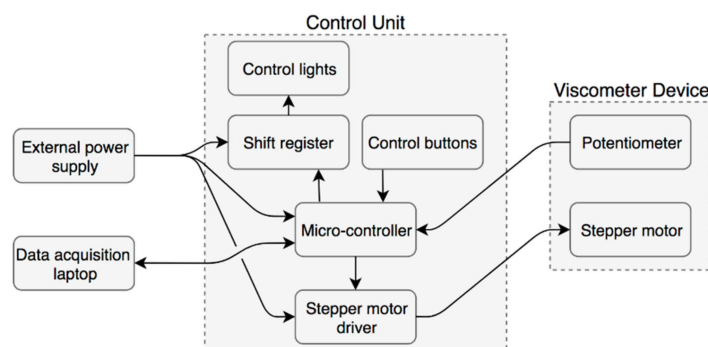 Control Unit
Control lights
Viscometer Device
External power
supply
Shift register
Control buttons
Potentiometer
Micro-controller
Stepper motor
Data acquisition
laptop
Stepper motor
driver